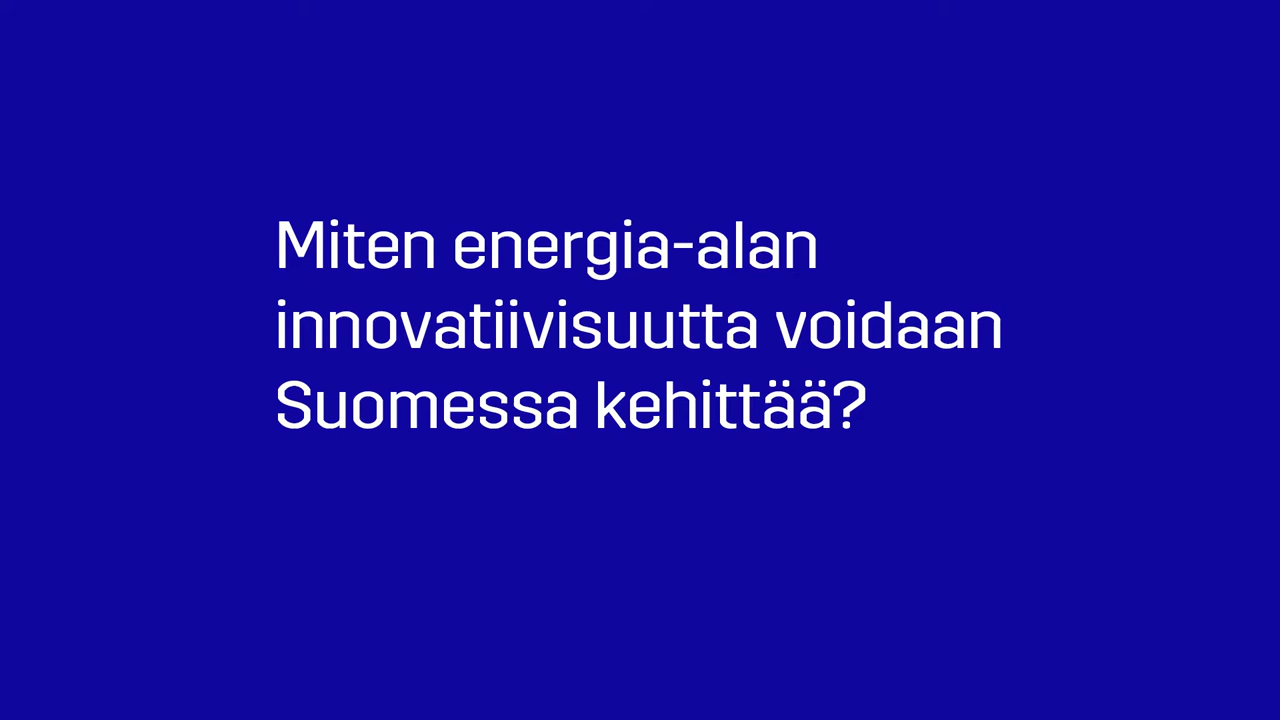 Miten energia-alan
innovatiivisuutta voidaan
Suomessa kehittää?